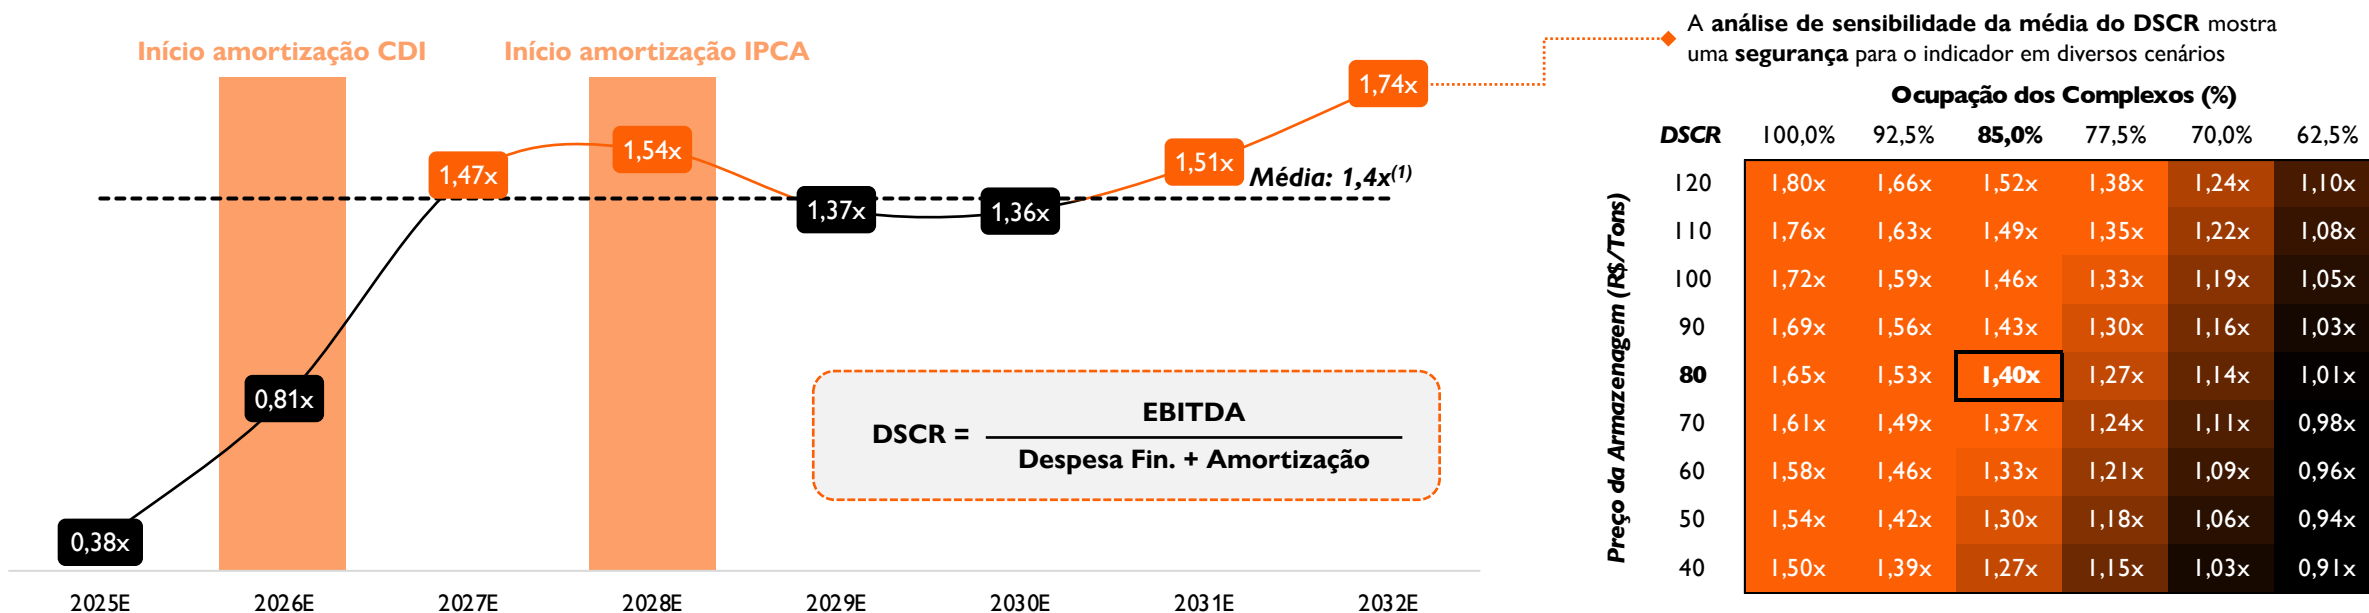 Início amortização CDI
Início amortização IPCA
1,74x
1,54x
1,47x
1,51x
Média: 1,4x(1)
1,37x
1,36x
0,81x
0,38x
DSCR =
EBITDA
Despesa Fin. + Amortização
2025E 2026E 2027E 2028E 2029E 2030E 2031E 2032E
A análise de sensibilidade da média do DSCR mostra
uma segurança para o indicador em diversos cenários
Ocupação dos Complexos (%)
Preço da Armazenagem (R$/Tons)
DSCR 100,0% 92,5% 85,0% 77,5% 70,0% 62,5%
120 1,80x 1,66x 1,52x 1,38x 1,24x 1,10x
110 1,76x 1,63x 1,49x 1,35x 1,22x 1,08x
100 1,72x 1,59x 1,46x 1,33x 1,19x 1,05x
90 1,69x 1,56x 1,43x 1,30x 1,16x 1,03x
80 1,65x 1,53x 1,40x 1,27x 1,14x 1,01x
70 1,61x 1,49x 1,37x 1,24x 1,11x 0,98x
60 1,58x 1,46x 1,33x 1,21x 1,09x 0,96x
50 1,54x 1,42x 1,30x 1,18x 1,06x 0,94x
40 1,50x 1,39x 1,27x 1,15x 1,03x 0,91x